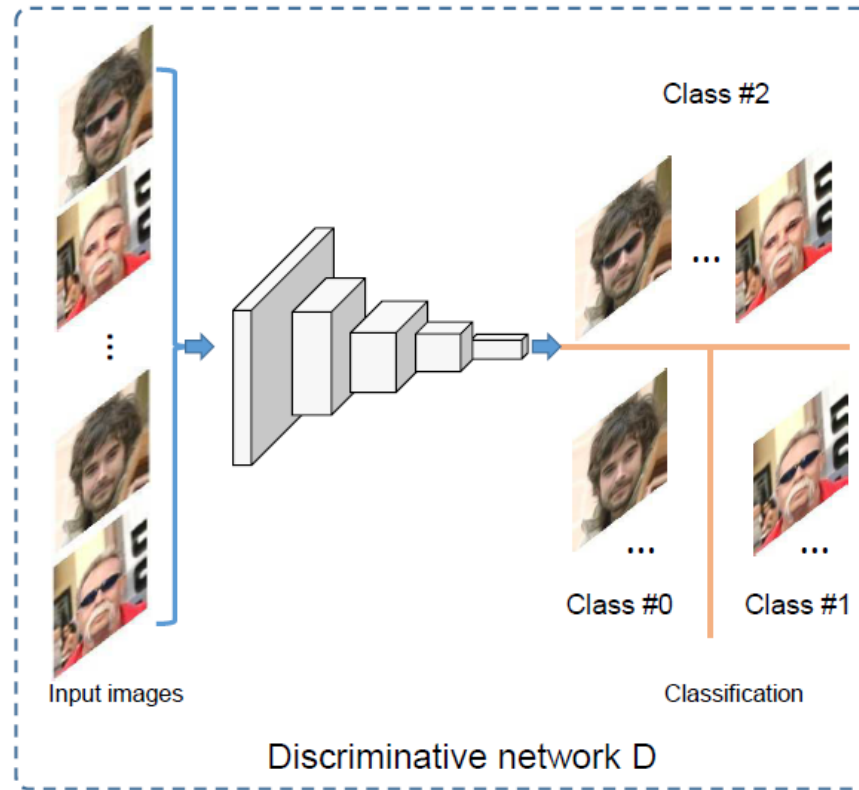 Class #2
...
⋮
...
...
Class #0
Class #1
Input images
Classification
Discriminative network D